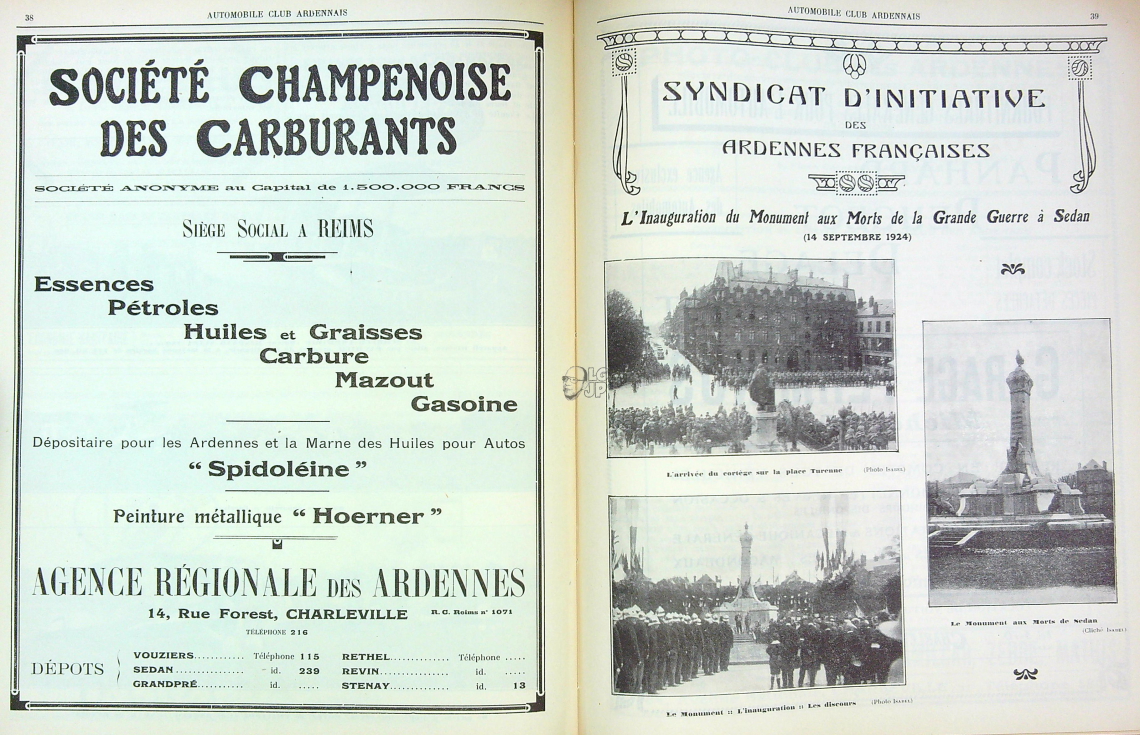 38
AUTOMOBILE CLUB ARDENNAIS
SOCIÉTÉ CHAMPENOISE
DES CARBURANTS
SOCIÉTÉ ANONYME au Capital de 1.500.000 FRANCS
SIÈGE SOCIAL A REIMS
Essences
Pétroles
Huiles et Graisses
Carbure
Mazout
Gasoine
Dépositaire pour les Ardennes et la Marne des Huiles pour Autos
“ Spidoléine ”
Peinture métallique “ Hoerner ”
AGENCE RÉGIONALE DES ARDENNES
14, Rue Forest, CHARLEVILLE R. C. Reims n° 1071
TÉLÉPHONE 216
DÉPOTS
VOUZIERS............ Téléphone 115
SEDAN............... id. 239
GRANDPRÉ........... id. .....
RETHEL.............. Téléphone .....
REVIN............... id. .....
STENAY.............. id. 13
AUTOMOBILE CLUB ARDENNAIS
39
SYNDICAT D'INITIATIVE
DES
ARDENNES FRANÇAISES
L'Inauguration du Monument aux Morts de la Grande Guerre à Sedan
(14 SEPTEMBRE 1924)
L'arrivée du cortège sur la place Turenne (Photo
Le Monument aux Morts de Sedan
(Cliché
Le Monument :: L'inauguration :: Les discours (Photo
LG
JP